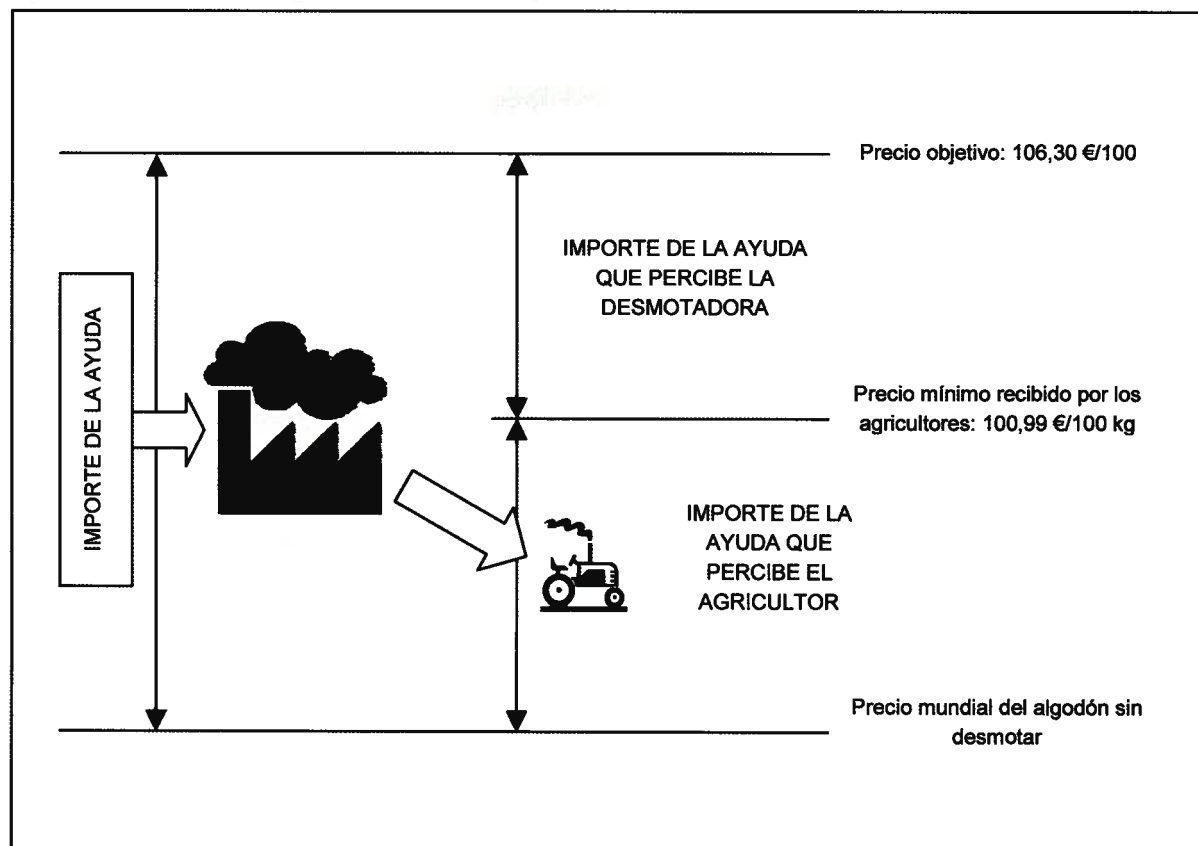 Precio objetivo: 106,30 €/100
IMPORTE DE LA AYUDA
QUE PERCIBE LA
DESMOTADORA
IMPORTE DE LA AYUDA
Precio mínimo recibido por los
agricultores: 100,99 €/100 kg
IMPORTE DE LA
AYUDA QUE
PERCIBE EL
AGRICULTOR
Precio mundial del algodón sin
desmotar